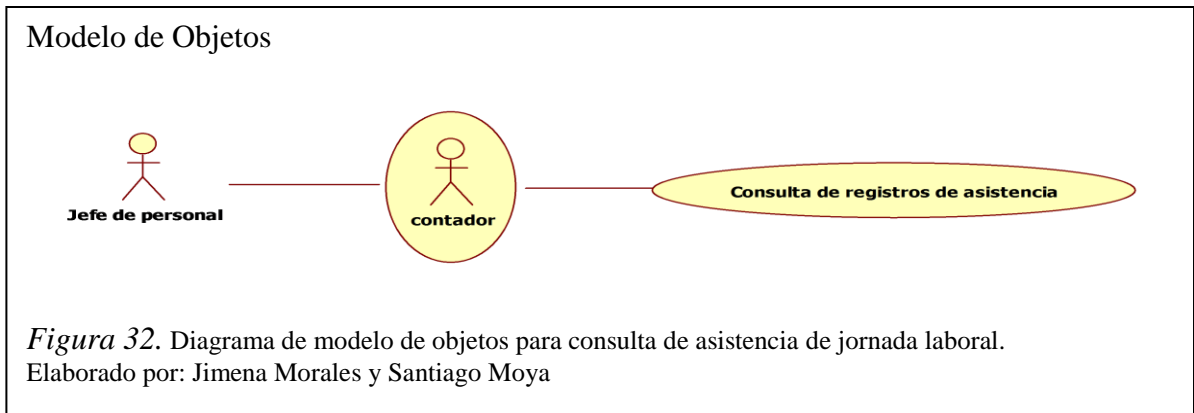 Modelo de Objetos
Jefe de personal
contador
Consulta de registros de asistencia
Figura 32. Diagrama de modelo de objetos para consulta de asistencia de jornada laboral.
Elaborado por: Jimena Morales y Santiago Moya